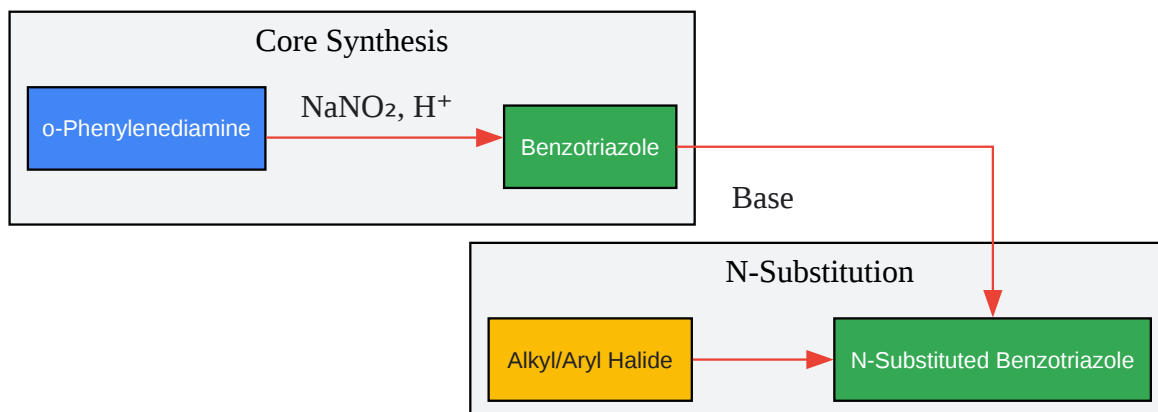 Core Synthesis
o-Phenylenediamine
NaNO₂, H⁺
Benzotriazole
Base
N-Substitution
Alkyl/Aryl Halide
N-Substituted Benzotriazole